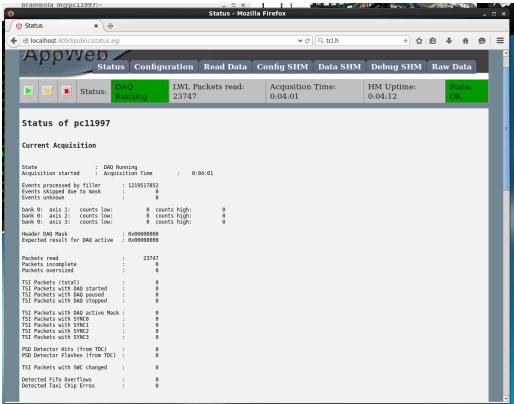 brambilla_m@pc11997:~
Status - Mozilla Firefox
Status
localhost:4050/public/status.egi
tcl.h
AppWeb
Status Configuration Read Data Config SHM Data SHM Debug SHM Raw Data
Status: DAQ Running LWL Packets read: 23747 Acqusition Time: 0:04:01 HM Uptime: 0:04:12 State: OK
Status of pc11997
Current Acquisition
State : DAQ Running
Acquisition started : Acquisition Time : 0:04:01
Events processed by filler : 1219517852
Events skipped due to mask : 0
Events unknown : 0
bank 0: axis 1: counts low: 0 counts high: 0
bank 0: axis 2: counts low: 0 counts high: 0
bank 0: axis 3: counts low: 0 counts high: 0
Header DAQ Mask : 0x00000000
Expected result for DAQ active : 0x00000000
Packets read : 23747
Packets incomplete : 0
Packets oversized : 0
TSI Packets (total) : 0
TSI Packets with DAQ started : 0
TSI Packets with DAQ paused : 0
TSI Packets with DAQ stopped : 0
TSI Packets with DAQ active Mask : 0
TSI Packets with SYNC0 : 0
TSI Packets with SYNC1 : 0
TSI Packets with SYNC2 : 0
TSI Packets with SYNC3 : 0
PSD Detector Hits (from TDC) : 0
PSD Detector Flashes (from TDC) : 0
TSI Packets with SWC changed : 0
Detected Fifo Overflows : 0
Detected Taxi Chip Erros : 0